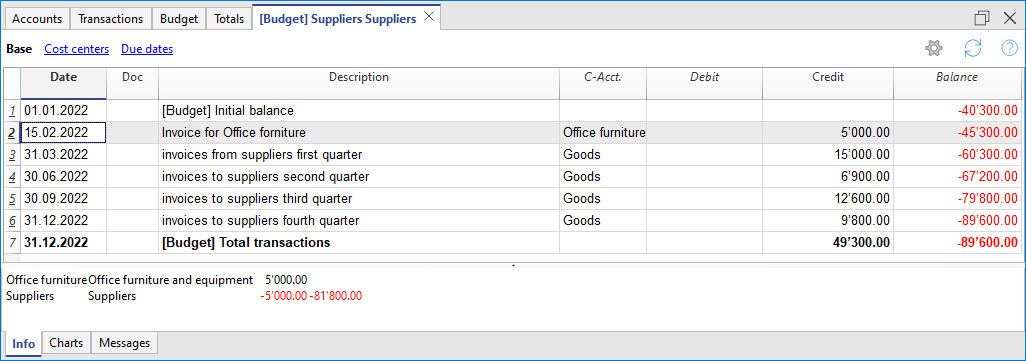 Accounts Transactions Budget Totals [Budget] Suppliers Suppliers
Base Cost centers Due dates
Date Doc Description C-Acct. Debit Credit Balance
1 01.01.2022 [Budget] Initial balance -40'300.00
2 15.02.2022 Invoice for Office forniture Office furniture 5'000.00 -45'300.00
3 31.03.2022 invoices from suppliers first quarter Goods 15'000.00 -60'300.00
4 30.06.2022 invoices to suppliers second quarter Goods 6'900.00 -67'200.00
5 30.09.2022 invoices to suppliers third quarter Goods 12'600.00 -79'800.00
6 31.12.2022 invoices to suppliers fourth quarter Goods 9'800.00 -89'600.00
7 31.12.2022 [Budget] Total transactions 49'300.00 -89'600.00
Office furniture Office furniture and equipment 5'000.00
Suppliers Suppliers -5'000.00 -81'800.00
Info Charts Messages